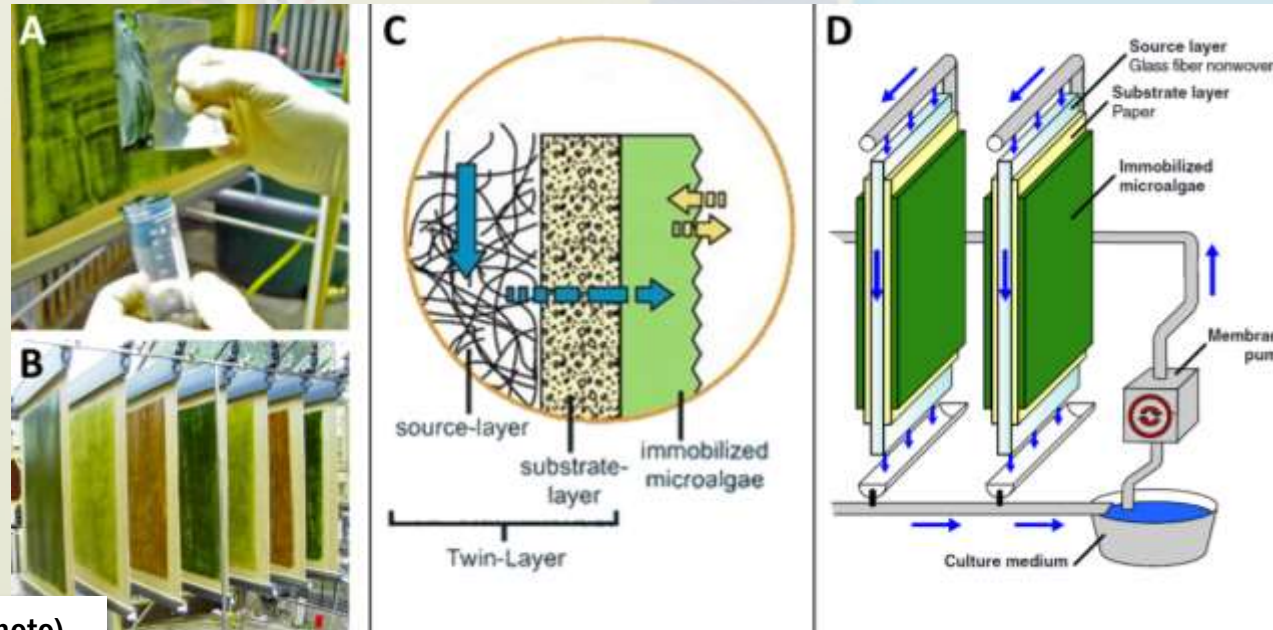 A
B
C
source-layer
substrate-
layer
immobilized
microalgae
Twin-Layer
D
Source layer
Glass fiber nonwoven
Substrate layer
Paper
Immobilized
microalgae
pump
Culture medium